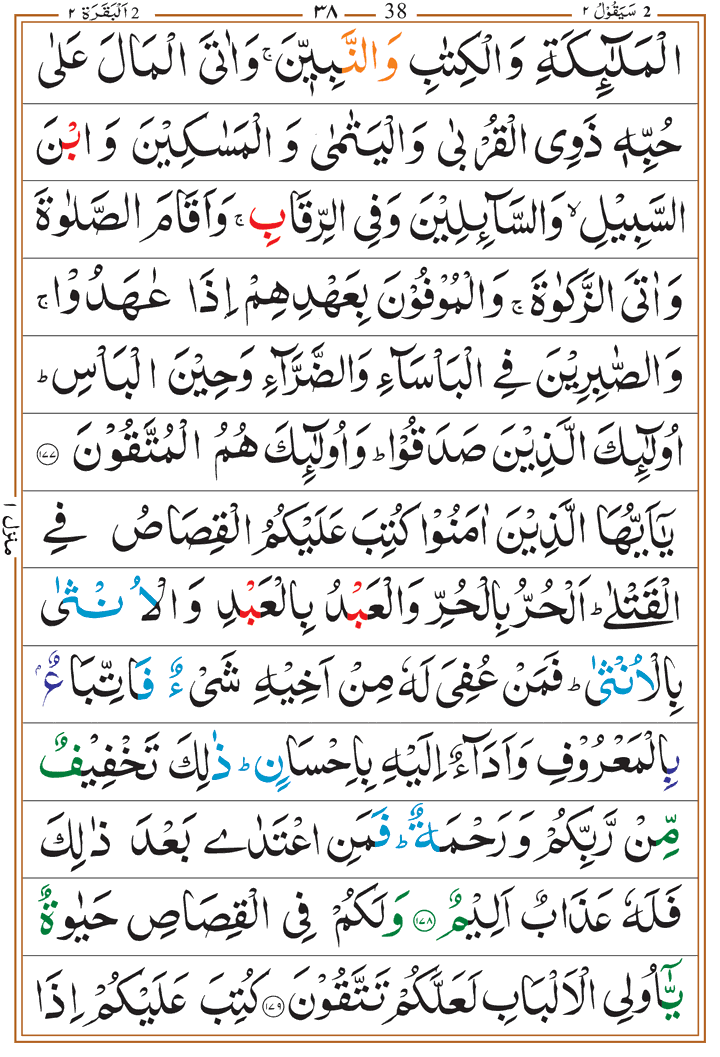 2 سَيَقُوْلُ ٢
38 ٣٨
2 اَلْبَقَرَة ٢
الْمَلٰٓئِكَةِ وَالْكِتٰبِ وَالنَّبِيّٖنَ ۚ وَاٰتَى الْمَالَ عَلٰى
حُبِّهٖ ذَوِى الْقُرْبٰى وَالْيَتٰمٰى وَ الْمَسٰكِيْنَ وَ ابْنَ
السَّبِيْلِ ۙ وَالسَّآئِلِيْنَ وَفِى الرِّقَابِ ۚ وَاَقَامَ الصَّلٰوةَ
وَ اٰتَى الزَّكٰوةَ ۚ وَالْمُوْفُوْنَ بِعَهْدِهِمْ اِذَا عٰهَدُوْا ۚ
وَالصّٰبِرِيْنَ فِى الْبَاْسَآءِ وَالضَّرَّآءِ وَحِيْنَ الْبَاْسِ ؕ
اُولٰٓئِكَ الَّذِيْنَ صَدَقُوْا ؕ وَاُولٰٓئِكَ هُمُ الْمُتَّقُوْنَ ١٧٧
يٰٓاَيُّهَا الَّذِيْنَ اٰمَنُوْا كُتِبَ عَلَيْكُمُ الْقِصَاصُ فِى
الْقَتْلٰى ؕ اَلْحُرُّ بِالْحُرِّ وَالْعَبْدُ بِالْعَبْدِ وَ الْاُنْثٰى
بِالْاُنْثٰى ؕ فَمَنْ عُفِىَ لَهٗ مِنْ اَخِيْهِ شَىْءٌ فَاتِّبَاعٌ ۢ
بِالْمَعْرُوْفِ وَاَدَآءٌ اِلَيْهِ بِاِحْسَانٍ ؕ ذٰلِكَ تَخْفِيْفٌ
مِّنْ رَّبِّكُمْ وَ رَحْمَةٌ ؕ فَمَنِ اعْتَدٰى بَعْدَ ذٰلِكَ
فَلَهٗ عَذَابٌ اَلِيْمٌ ١٧٨ وَلَكُمْ فِى الْقِصَاصِ حَيٰوةٌ
يّٰٓاُولِى الْاَلْبَابِ لَعَلَّكُمْ تَتَّقُوْنَ ١٧٩ كُتِبَ عَلَيْكُمْ اِذَا
منزل ١